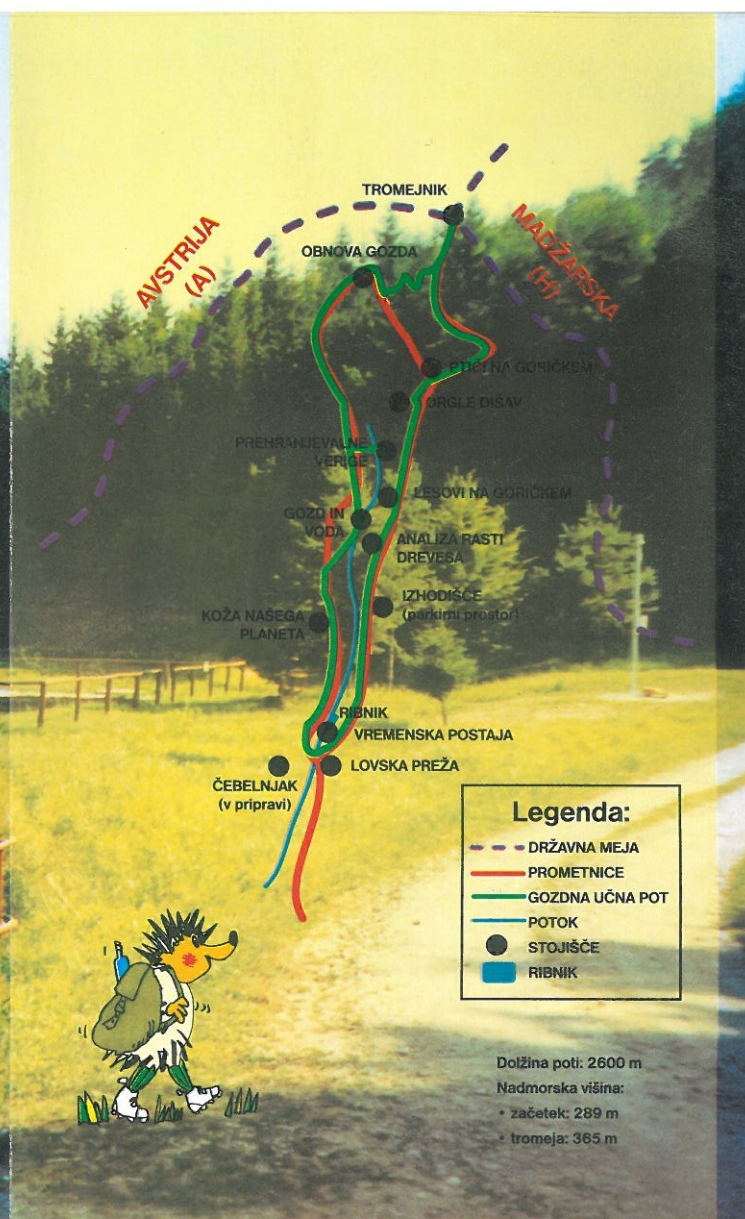 TROMEJNIK
AVSTRIJA
(A)
MADŽARSKA
(H)
OBNOVA GOZDA
PTIČI NA GORIČKEM
ORGLE DIŠAV
PREHRANJEVALNE
VERIGE
LESOVI NA GORIČKEM
GOZD IN
VODA
ANALIZA RASTI
DREVESA
IZHODIŠČE
(parkirni prostor)
KOŽA NAŠEGA
PLANETA
RIBNIK
VREMENSKA POSTAJA
LOVSKA PREŽA
ČEBELNJAK
(v pripravi)
Legenda:
DRŽAVNA MEJA
PROMETNICE
GOZDNA UČNA POT
POTOK
STOJIŠČE
RIBNIK
Dolžina poti: 2600 m
Nadmorska višina:
• začetek: 289 m
• tromeja: 365 m